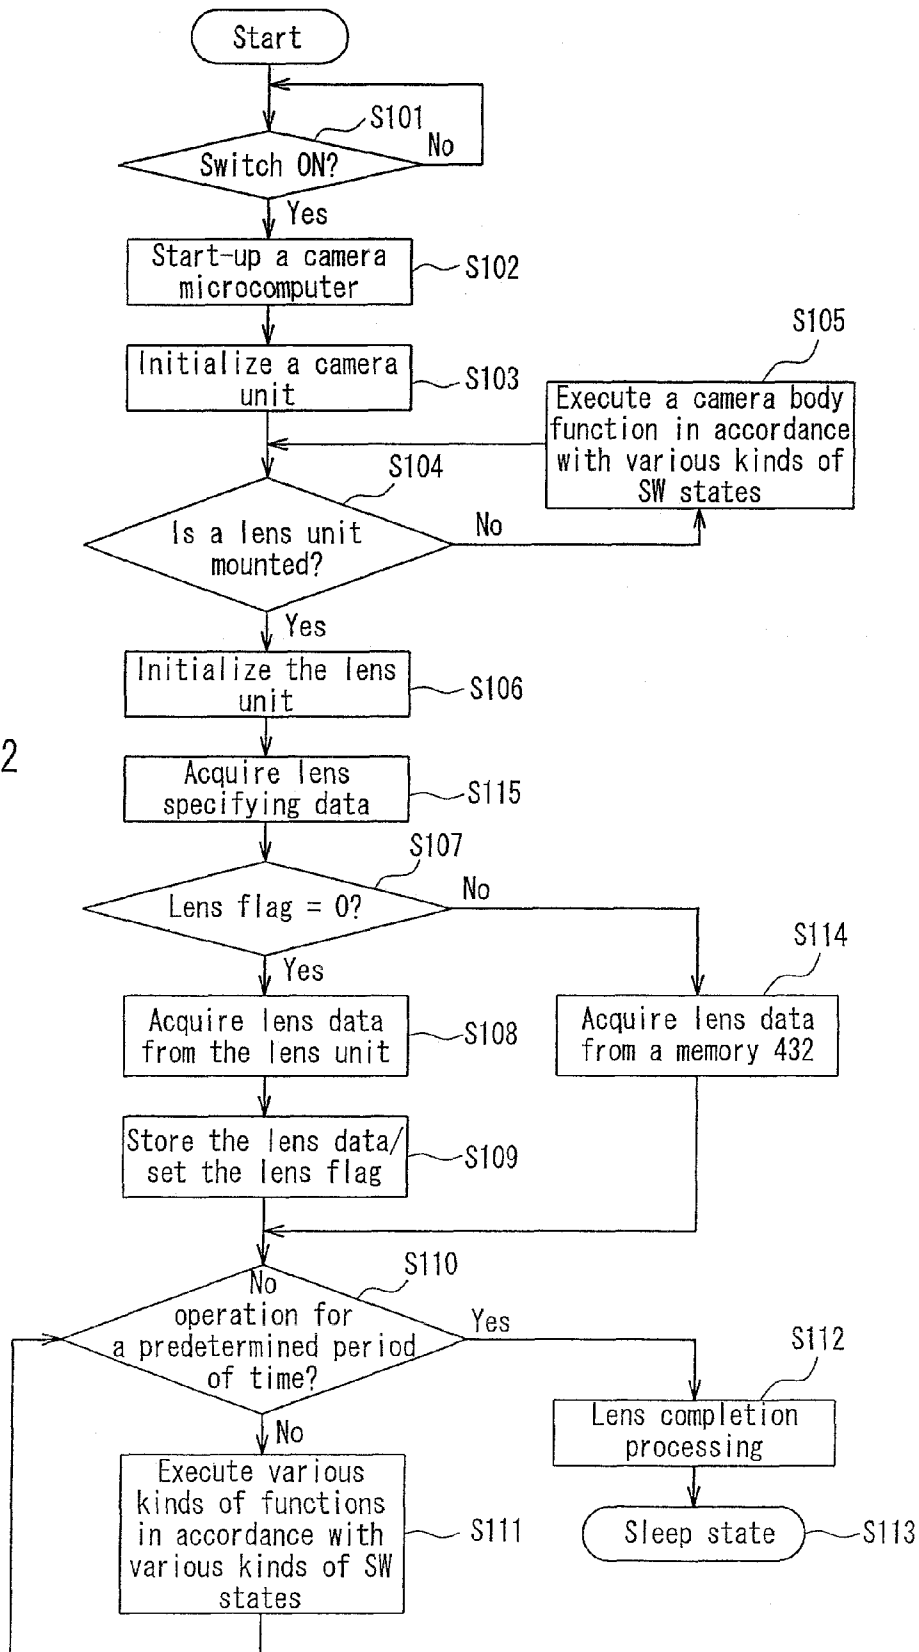 Start
S101
No
Switch ON?
Yes
Start-up a camera
microcomputer
S102
Initialize a camera
unit
S103
S105
Execute a camera body
function in accordance
with various kinds of
SW states
S104
Is a lens unit
mounted?
No
Yes
Initialize the lens
unit
S106
2
Acquire lens
specifying data
S115
S107
Lens flag = 0?
No
Yes
S114
Acquire lens data
from the lens unit
S108
Acquire lens data
from a memory 432
Store the lens data/
set the lens flag
S109
S110
No
operation for
a predetermined period
of time?
Yes
No
S112
Lens completion
processing
Execute various
kinds of functions
in accordance with
various kinds of SW
states
S111
Sleep state
S113